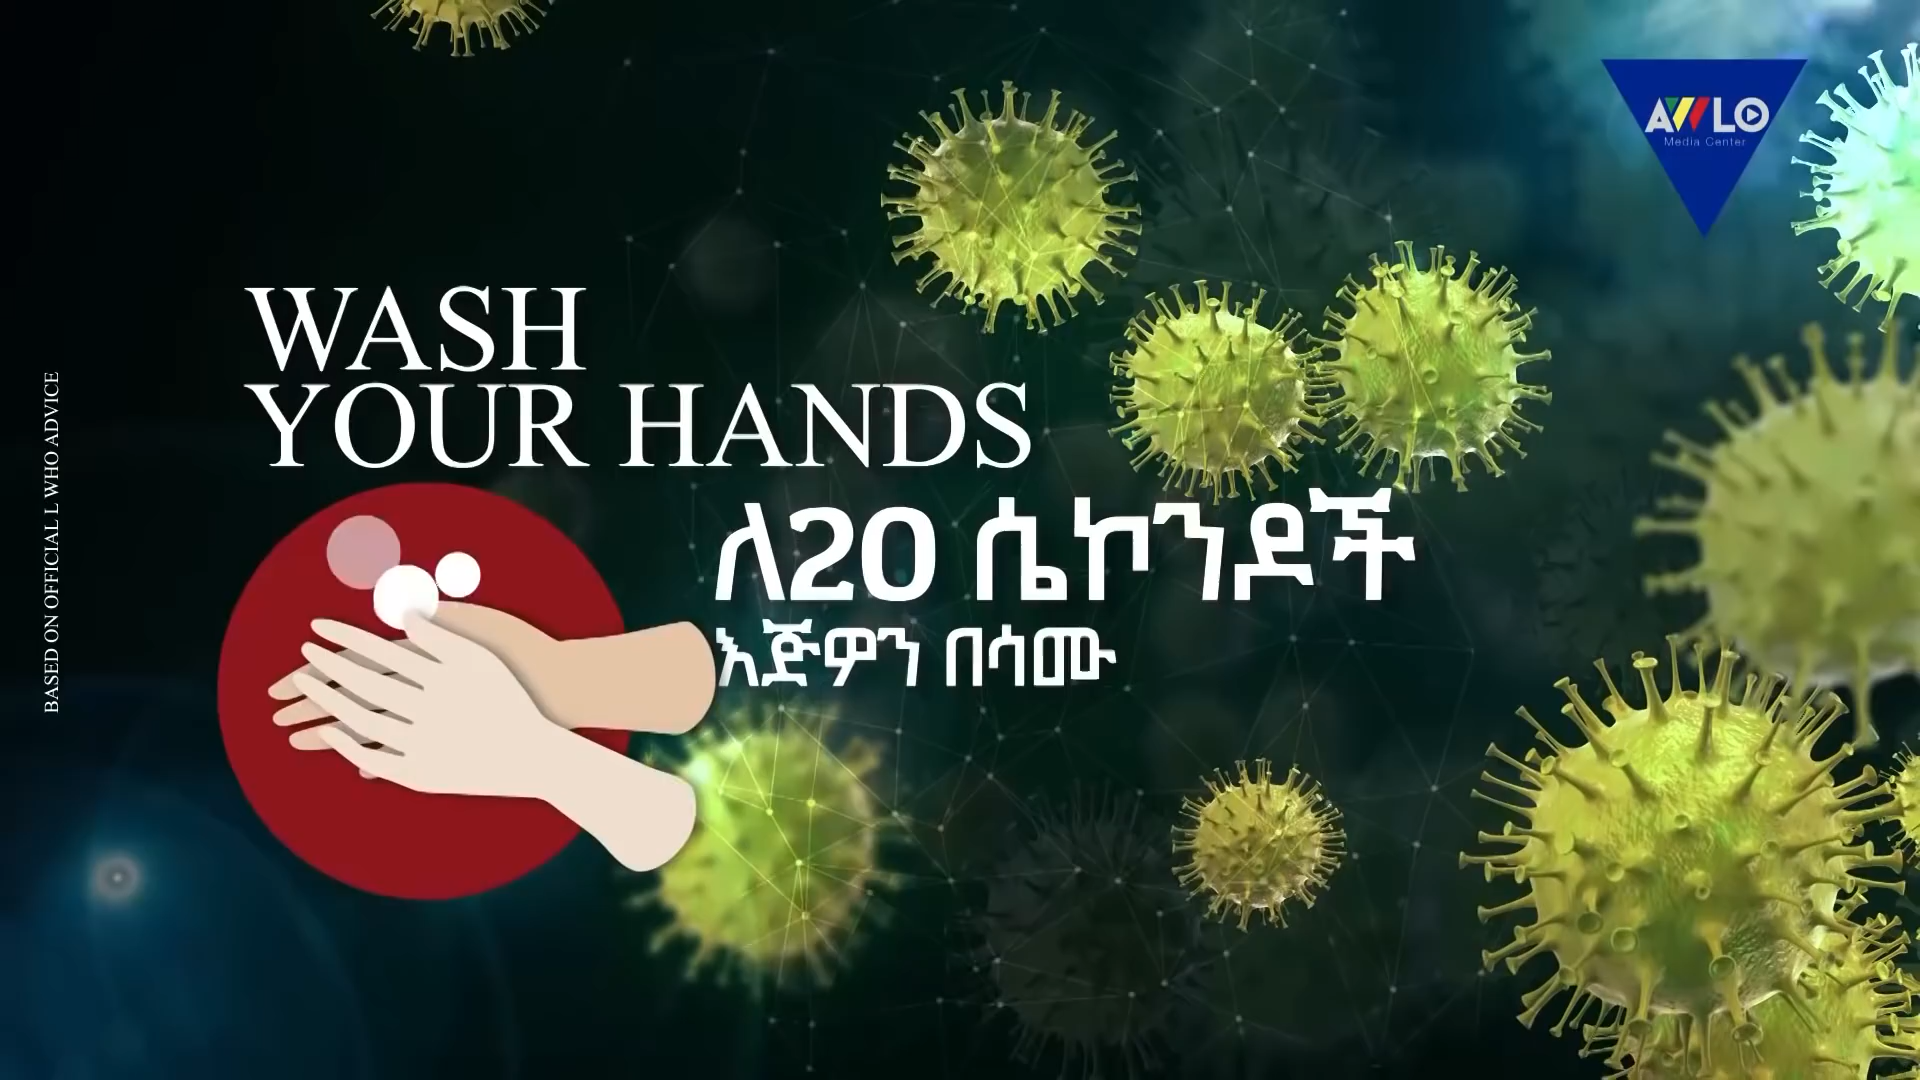 AWLO
Media Center
WASH
YOUR HANDS
ለ20 ሴኮንዶች
እጅዎን በሳሙ
BASED ON OFFICIAL L WHO ADVICE